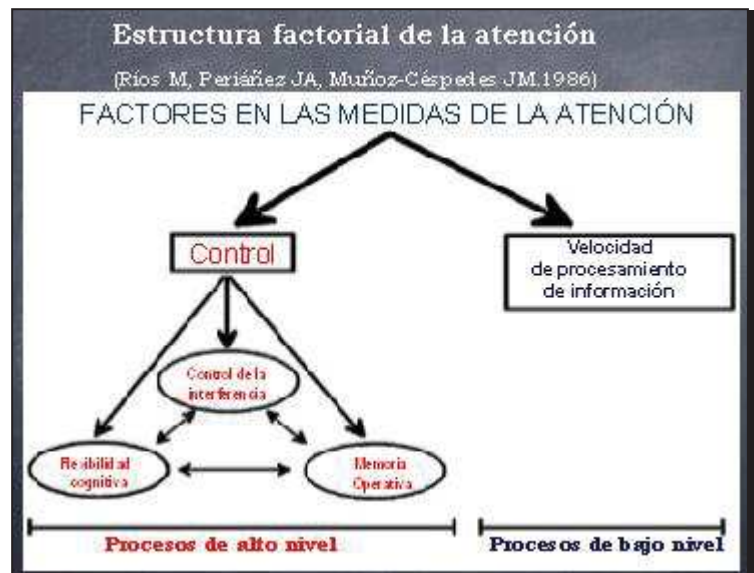 Estructura factorial de la atención
(Ríos M, Periáñez JA, Muñoz-Céspedes JM.1986)
FACTORES EN LAS MEDIDAS DE LA ATENCIÓN
Control
Velocidad
de procesamiento
de información
Control de la
interferencia
Flexibilidad
cognitiva
Memoria
Operativa
Procesos de alto nivel
Procesos de bajo nivel